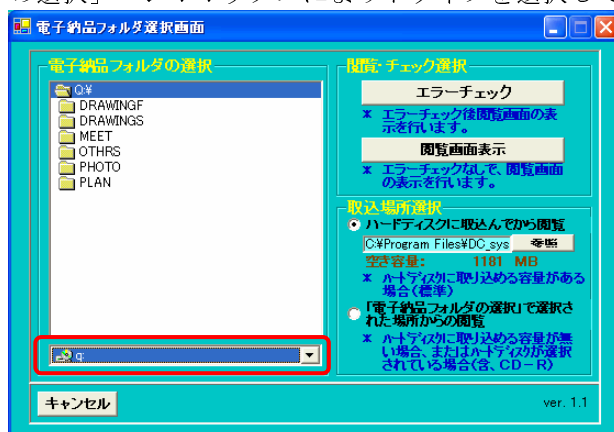 の選択」
電子納品フォルダ選択画面
電子納品フォルダの選択
Q:¥
DRAWINGF
DRAWINGS
MEET
OTHRS
PHOTO
PLAN
q:
閲覧・チェック選択
エラーチェック
* エラーチェック後閲覧画面の表
示を行います。
閲覧画面表示
* エラーチェックなしで、閲覧画面
の表示を行います。
取込場所選択
ハードディスクに取込んでから閲覧
C:¥Program Files¥DC_sys
参照
空き容量: 1181 MB
* ハードディスクに取り込める容量がある
場合(標準)
「電子納品フォルダの選択」で選択さ
れた場所からの閲覧
* ハードディスクに取り込める容量が無
い場合、またはハードディスクが選択
されている場合(含、CD-R)
キャンセル
ver. 1.1